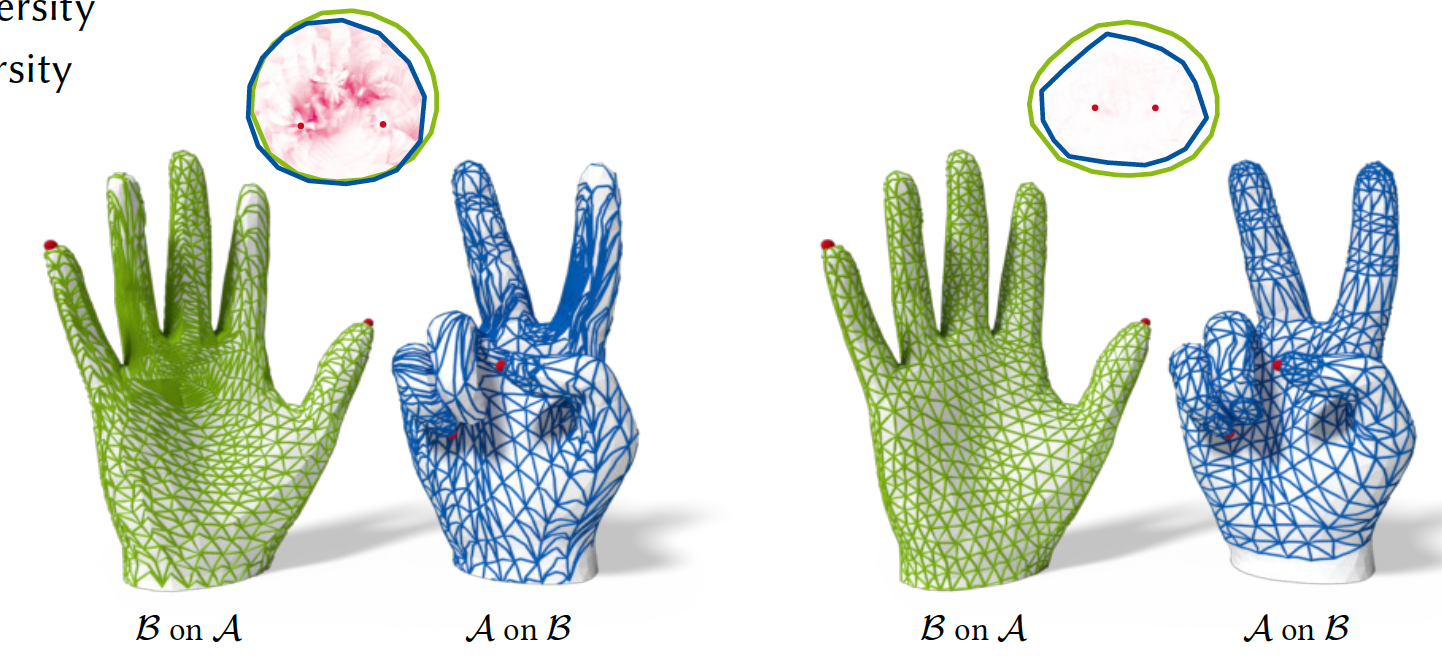 ersity
rsity
ℬ on 𝒜
𝒜 on ℬ
ℬ on 𝒜
𝒜 on ℬ